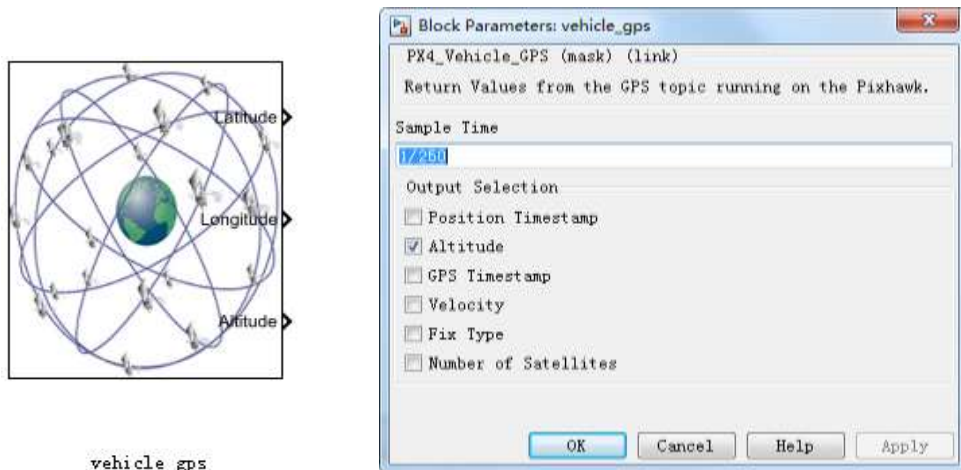 Latitude
Longitude
Altitude
vehicle_gps
Block Parameters: vehicle_gps
PX4_Vehicle_GPS (mask) (link)
Return Values from the GPS topic running on the Pixhawk.
Sample Time
1/250
Output Selection
Position Timestamp
Altitude
GPS Timestamp
Velocity
Fix Type
Number of Satellites
OK
Cancel
Help
Apply